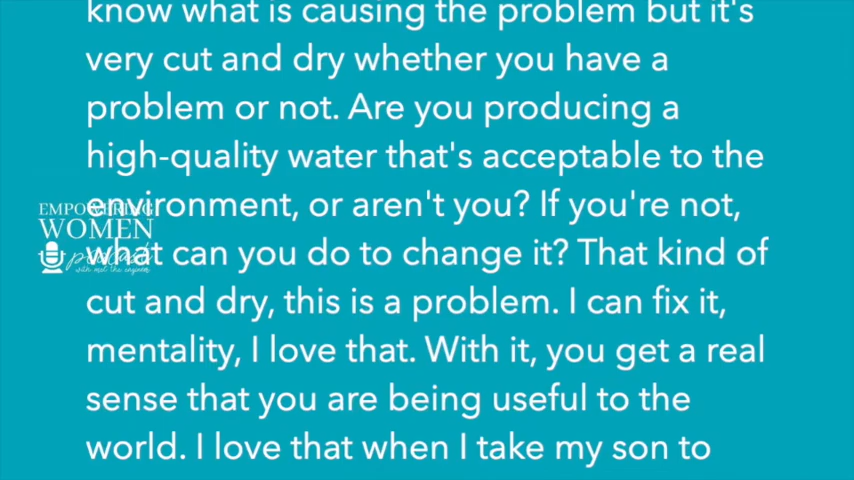 know what is causing the problem but it's
very cut and dry whether you have a
problem or not. Are you producing a
high-quality water that's acceptable to the
environment, or aren't you? If you're not,
what can you do to change it? That kind of
cut and dry, this is a problem. I can fix it,
mentality, I love that. With it, you get a real
sense that you are being useful to the
world. I love that when I take my son to
EMPOWERING
WOMEN
podcast